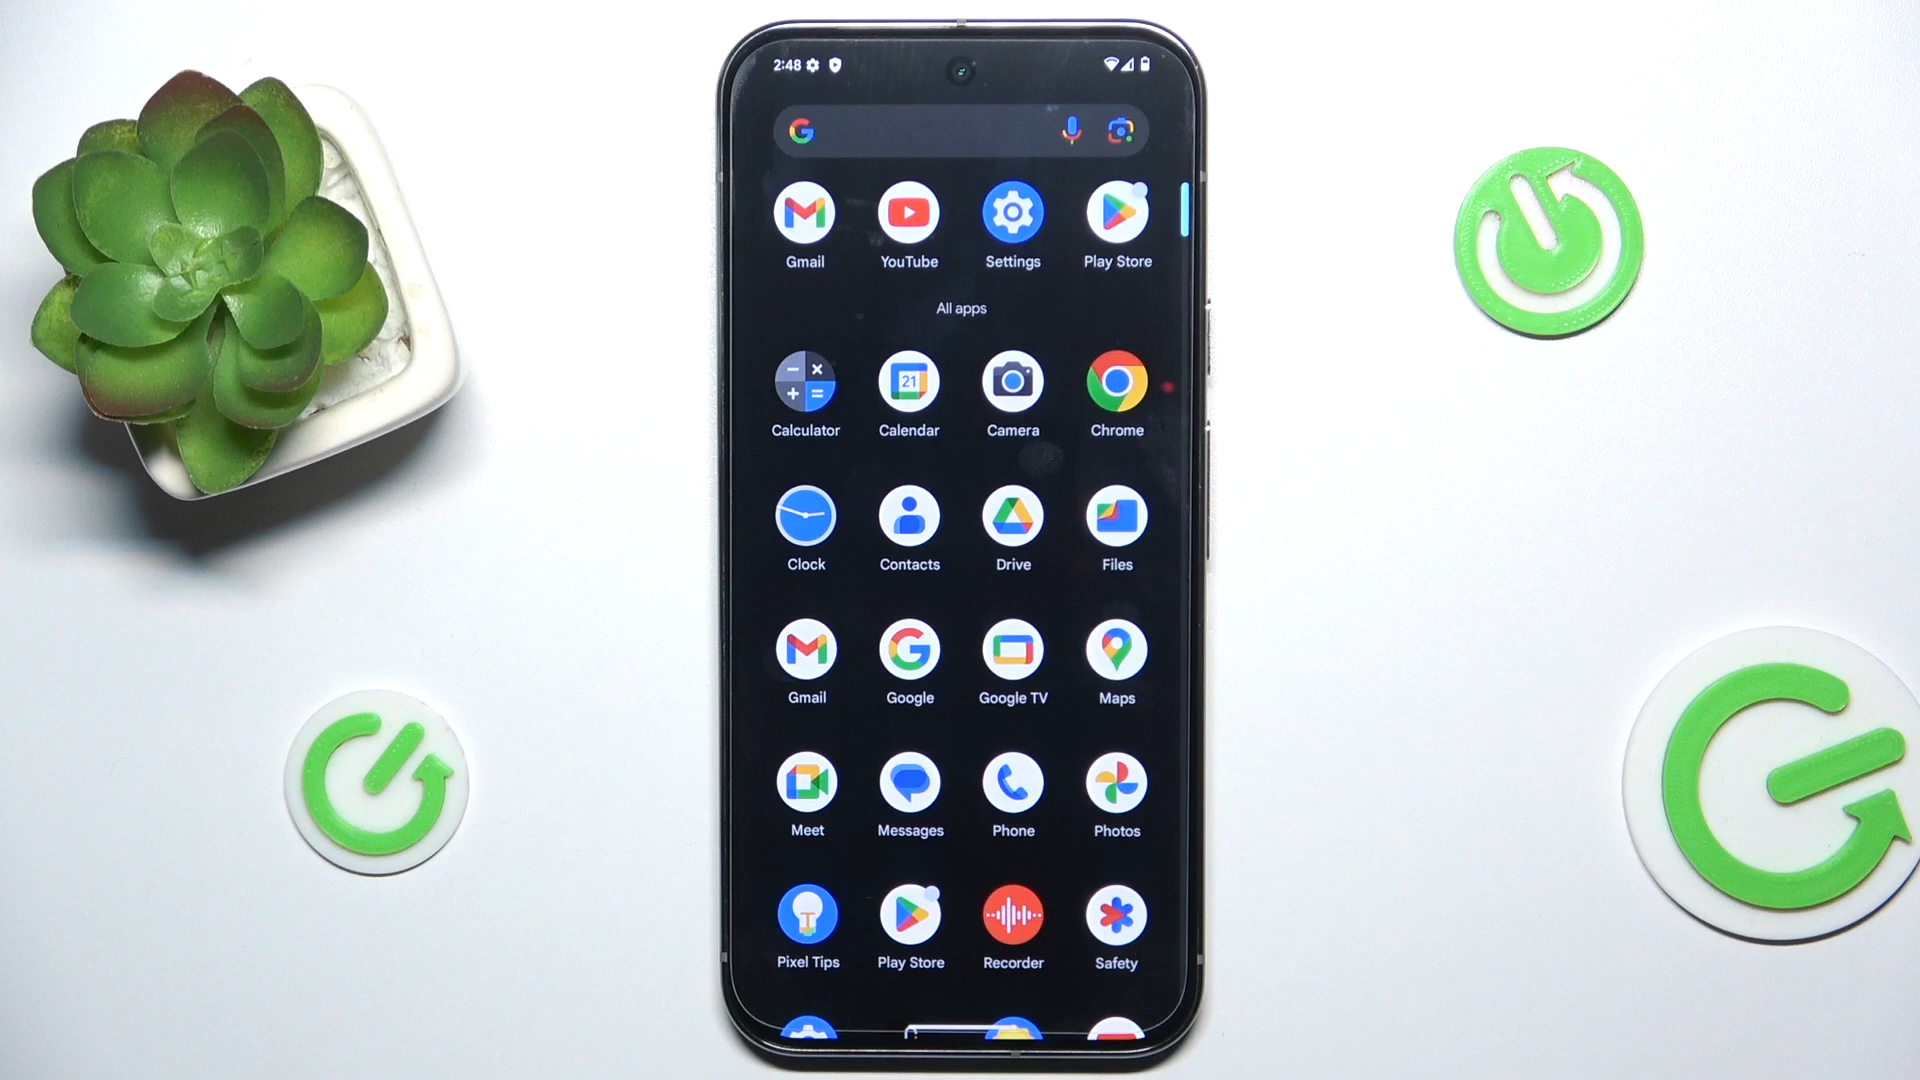 2:48
Gmail YouTube Settings Play Store
All apps
21
Calculator Calendar Camera Chrome
Clock Contacts Drive Files
Gmail Google Google TV Maps
Meet Messages Phone Photos
Pixel Tips Play Store Recorder Safety